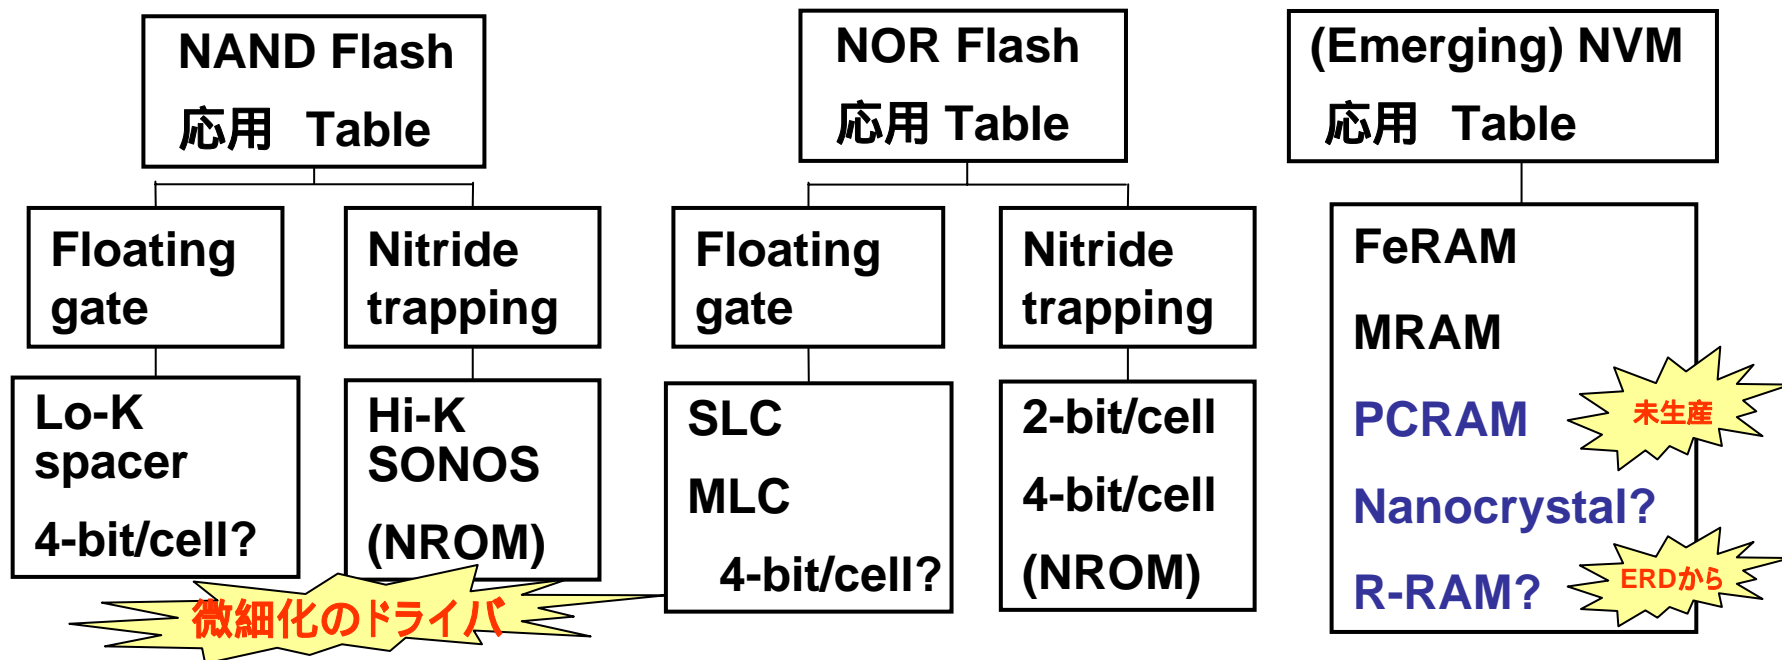 NAND Flash
応用 Table
Floating
gate
Nitride
trapping
Lo-K
spacer
4-bit/cell?
Hi-K
SONOS
(NROM)
微細化のドライバ
NOR Flash
応用 Table
Floating
gate
Nitride
trapping
SLC
MLC
4-bit/cell?
2-bit/cell
4-bit/cell
(NROM)
(Emerging) NVM
応用 Table
FeRAM
MRAM
PCRAM
未生産
Nanocrystal?
R-RAM?
ERDから